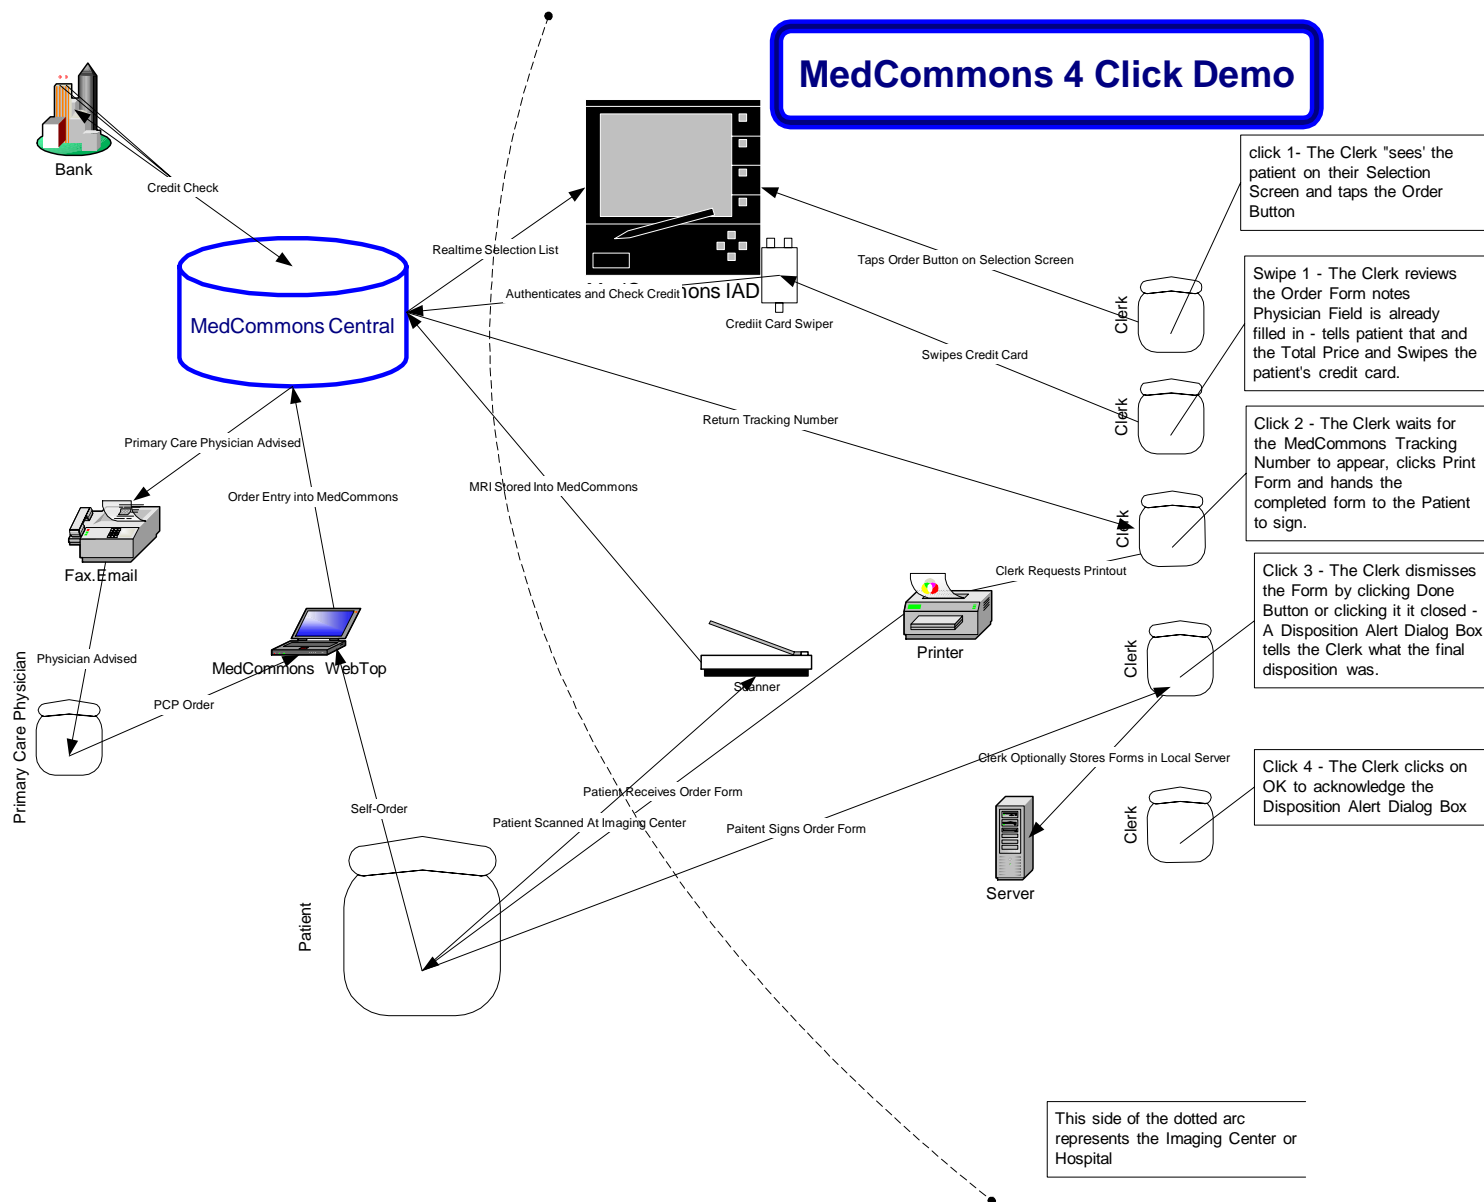 MedCommons 4 Click Demo
Bank
Credit Check
click 1- The Clerk "sees' the
patient on their Selection
Screen and taps the Order
Button
Realtime Selection List
Taps Order Button on Selection Screen
Clerk
Swipe 1 - The Clerk reviews
the Order Form notes
Physician Field is already
filled in - tells patient that and
the Total Price and Swipes the
patient's credit card.
IAD
Authenticates and Check Credit
MedCommons Central
Crediit Card Swiper
Swipes Credit Card
Clerk
Return Tracking Number
Click 2 - The Clerk waits for
the MedCommons Tracking
Number to appear, clicks Print
Form and hands the
completed form to the Patient
to sign.
Primary Care Physician Advised
Order Entry into MedCommons
MRI Stored Into MedCommons
Clerk
Fax.Email
Clerk Requests Printout
Click 3 - The Clerk dismisses
the Form by clicking Done
Button or clicking it it closed -
A Disposition Alert Dialog Box
tells the Clerk what the final
disposition was.
Printer
Clerk
Physician Advised
MedCommons WebTop
Scanner
PCP Order
Primary Care Physician
Clerk Optionally Stores Forms in Local Server
Click 4 - The Clerk clicks on
OK to acknowledge the
Disposition Alert Dialog Box
Patient Receives Order Form
Self-Order
Patient Scanned At Imaging Center
Paitent Signs Order Form
Clerk
Server
Patient
This side of the dotted arc
represents the Imaging Center or
Hospital